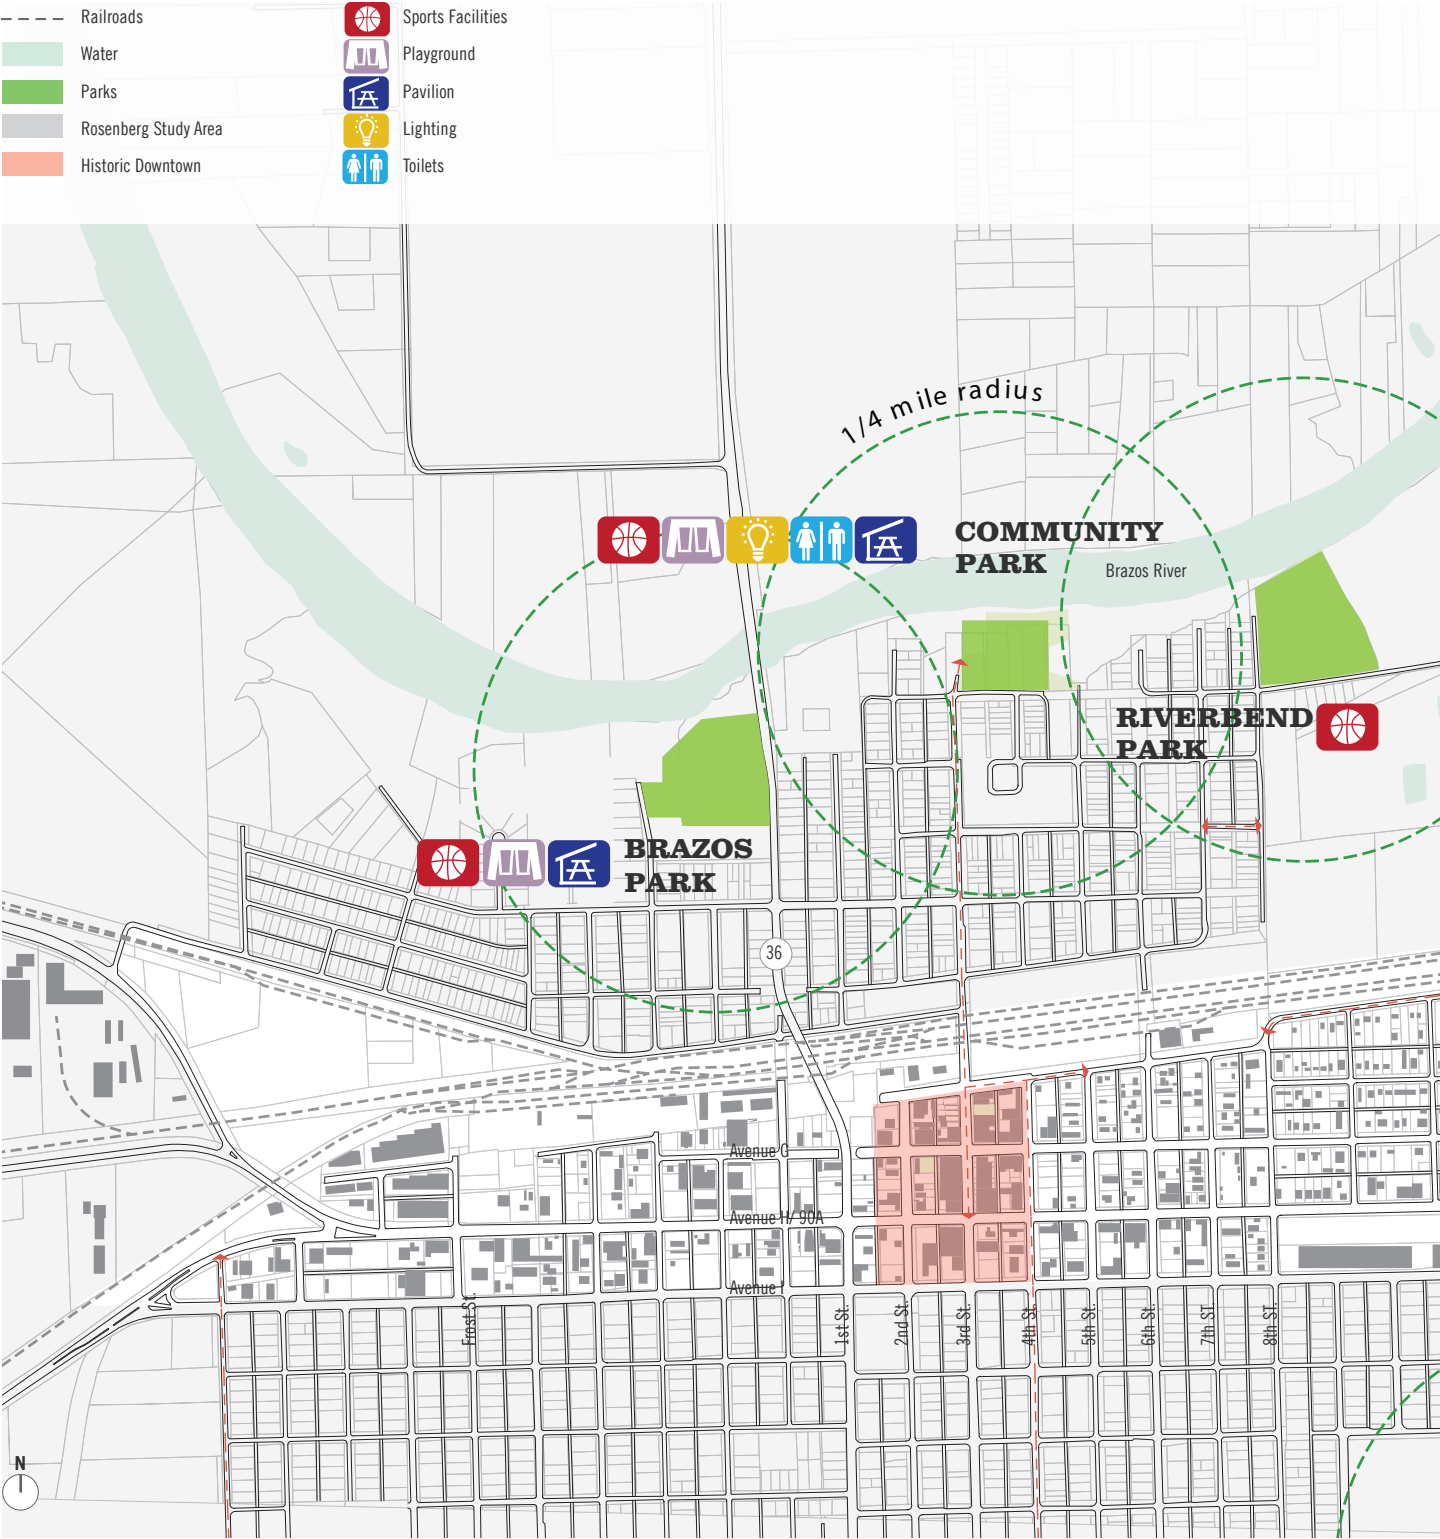 Railroads
Water
Parks
Rosenberg Study Area
Historic Downtown
Sports Facilities
Playground
Pavilion
Lighting
Toilets
1/4 mile radius
COMMUNITY
PARK
Brazos River
RIVERBEND
PARK
BRAZOS
PARK
36
Avenue G
Avenue H/ 90A
Avenue I
Frost St.
1st St.
2nd St.
3rd St.
4th St.
5th St.
6th St.
7th ST.
8th ST.
N